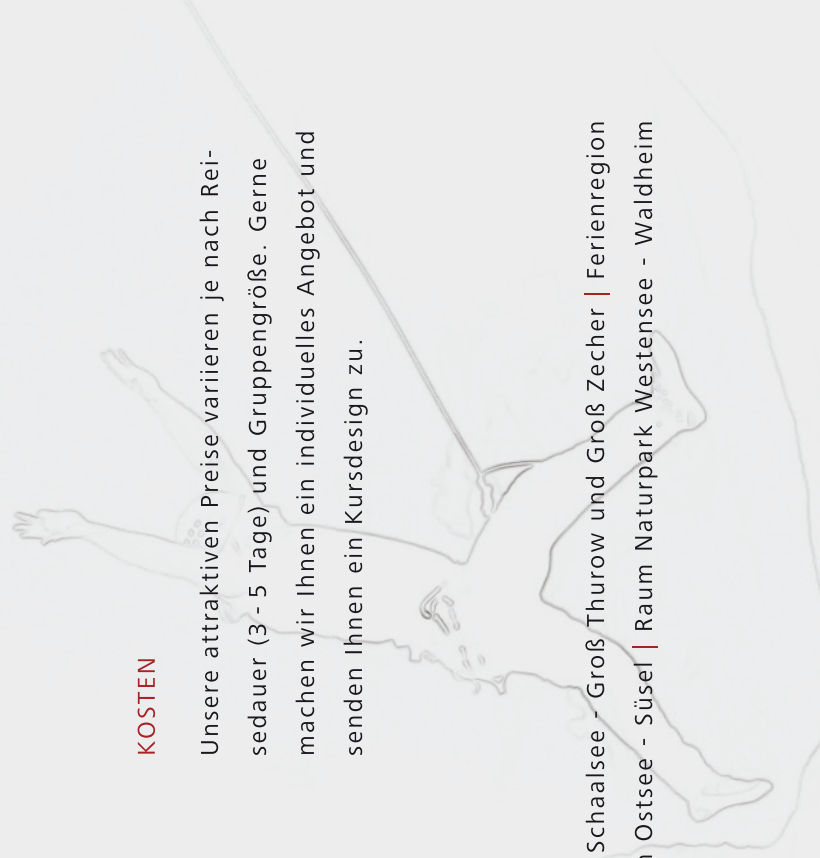 KOSTEN
Unsere attraktiven Preise variieren je nach Rei-
sedauer (3 - 5 Tage) und Gruppengröße. Gerne
machen wir Ihnen ein individuelles Angebot und
senden Ihnen ein Kursdesign zu.
Schaalsee - Groß Thurow und Groß Zecher | Ferienregion
Ostsee - Süsel | Raum Naturpark Westensee - Waldheim